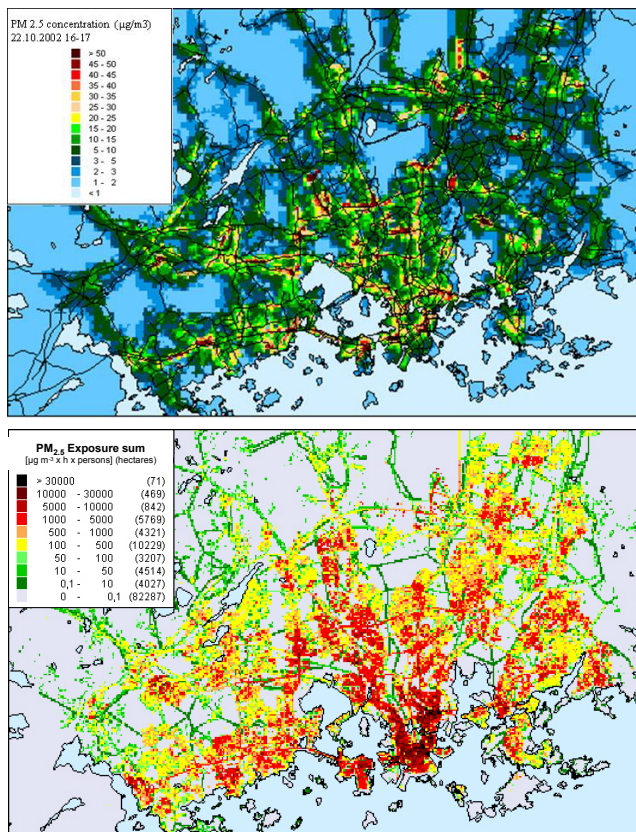 PM 2.5 concentration (µg/m3)
22.10.2002 16-17
> 50
45 - 50
40 - 45
35 - 40
30 - 35
25 - 30
20 - 25
15 - 20
10 - 15
5 - 10
3 - 5
2 - 3
1 - 2
< 1
PM2.5 Exposure sum
[µg m-3 x h x persons] (hectares)
> 30000 (71)
10000 - 30000 (469)
5000 - 10000 (842)
1000 - 5000 (5769)
500 - 1000 (4321)
100 - 500 (10229)
50 - 100 (3207)
10 - 50 (4514)
0,1 - 10 (4027)
0 - 0,1 (82287)